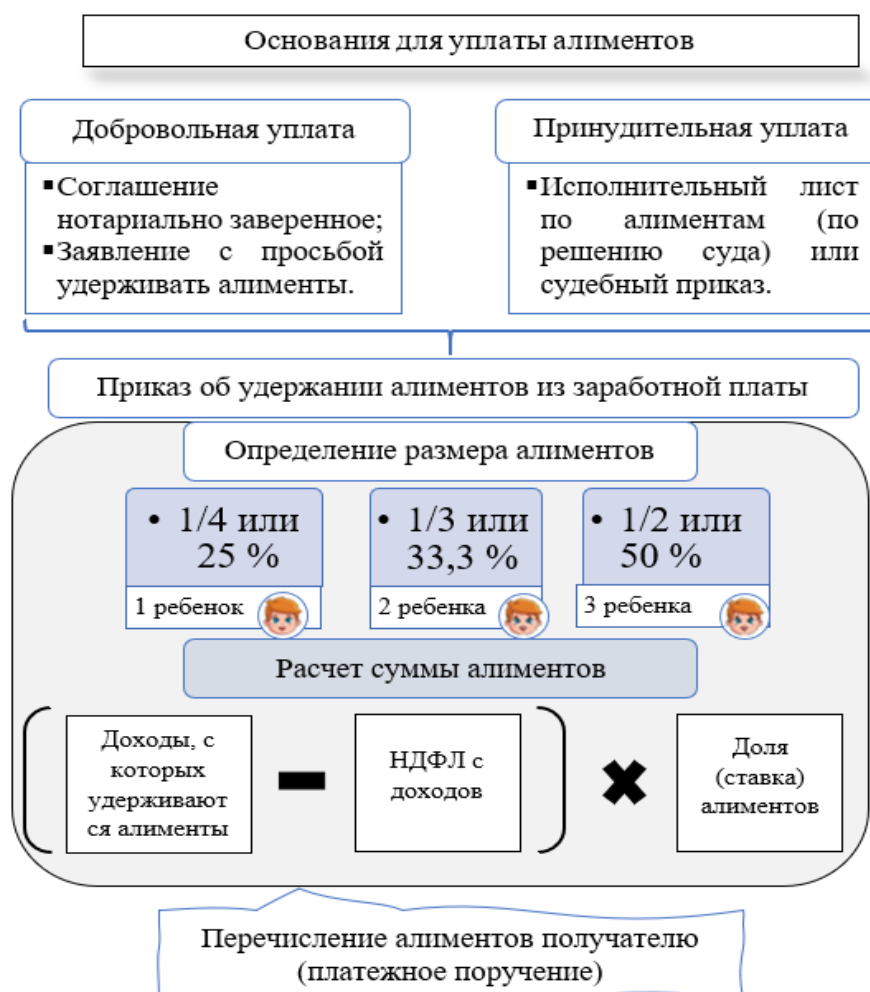 Основания для уплаты алиментов
Добровольная уплата
▪Соглашение
нотариально заверенное;
▪Заявление с просьбой
удерживать алименты.
Принудительная уплата
▪Исполнительный лист
по алиментам (по
решению суда) или
судебный приказ.
Приказ об удержании алиментов из заработной платы
Определение размера алиментов
• 1/4 или
25 %
1 ребенок
• 1/3 или
33,3 %
2 ребенка
• 1/2 или
50 %
3 ребенка
Расчет суммы алиментов
Доходы, с
которых
удерживают
ся алименты
НДФЛ с
доходов
Доля
(ставка)
алиментов
Перечисление алиментов получателю
(платежное поручение)